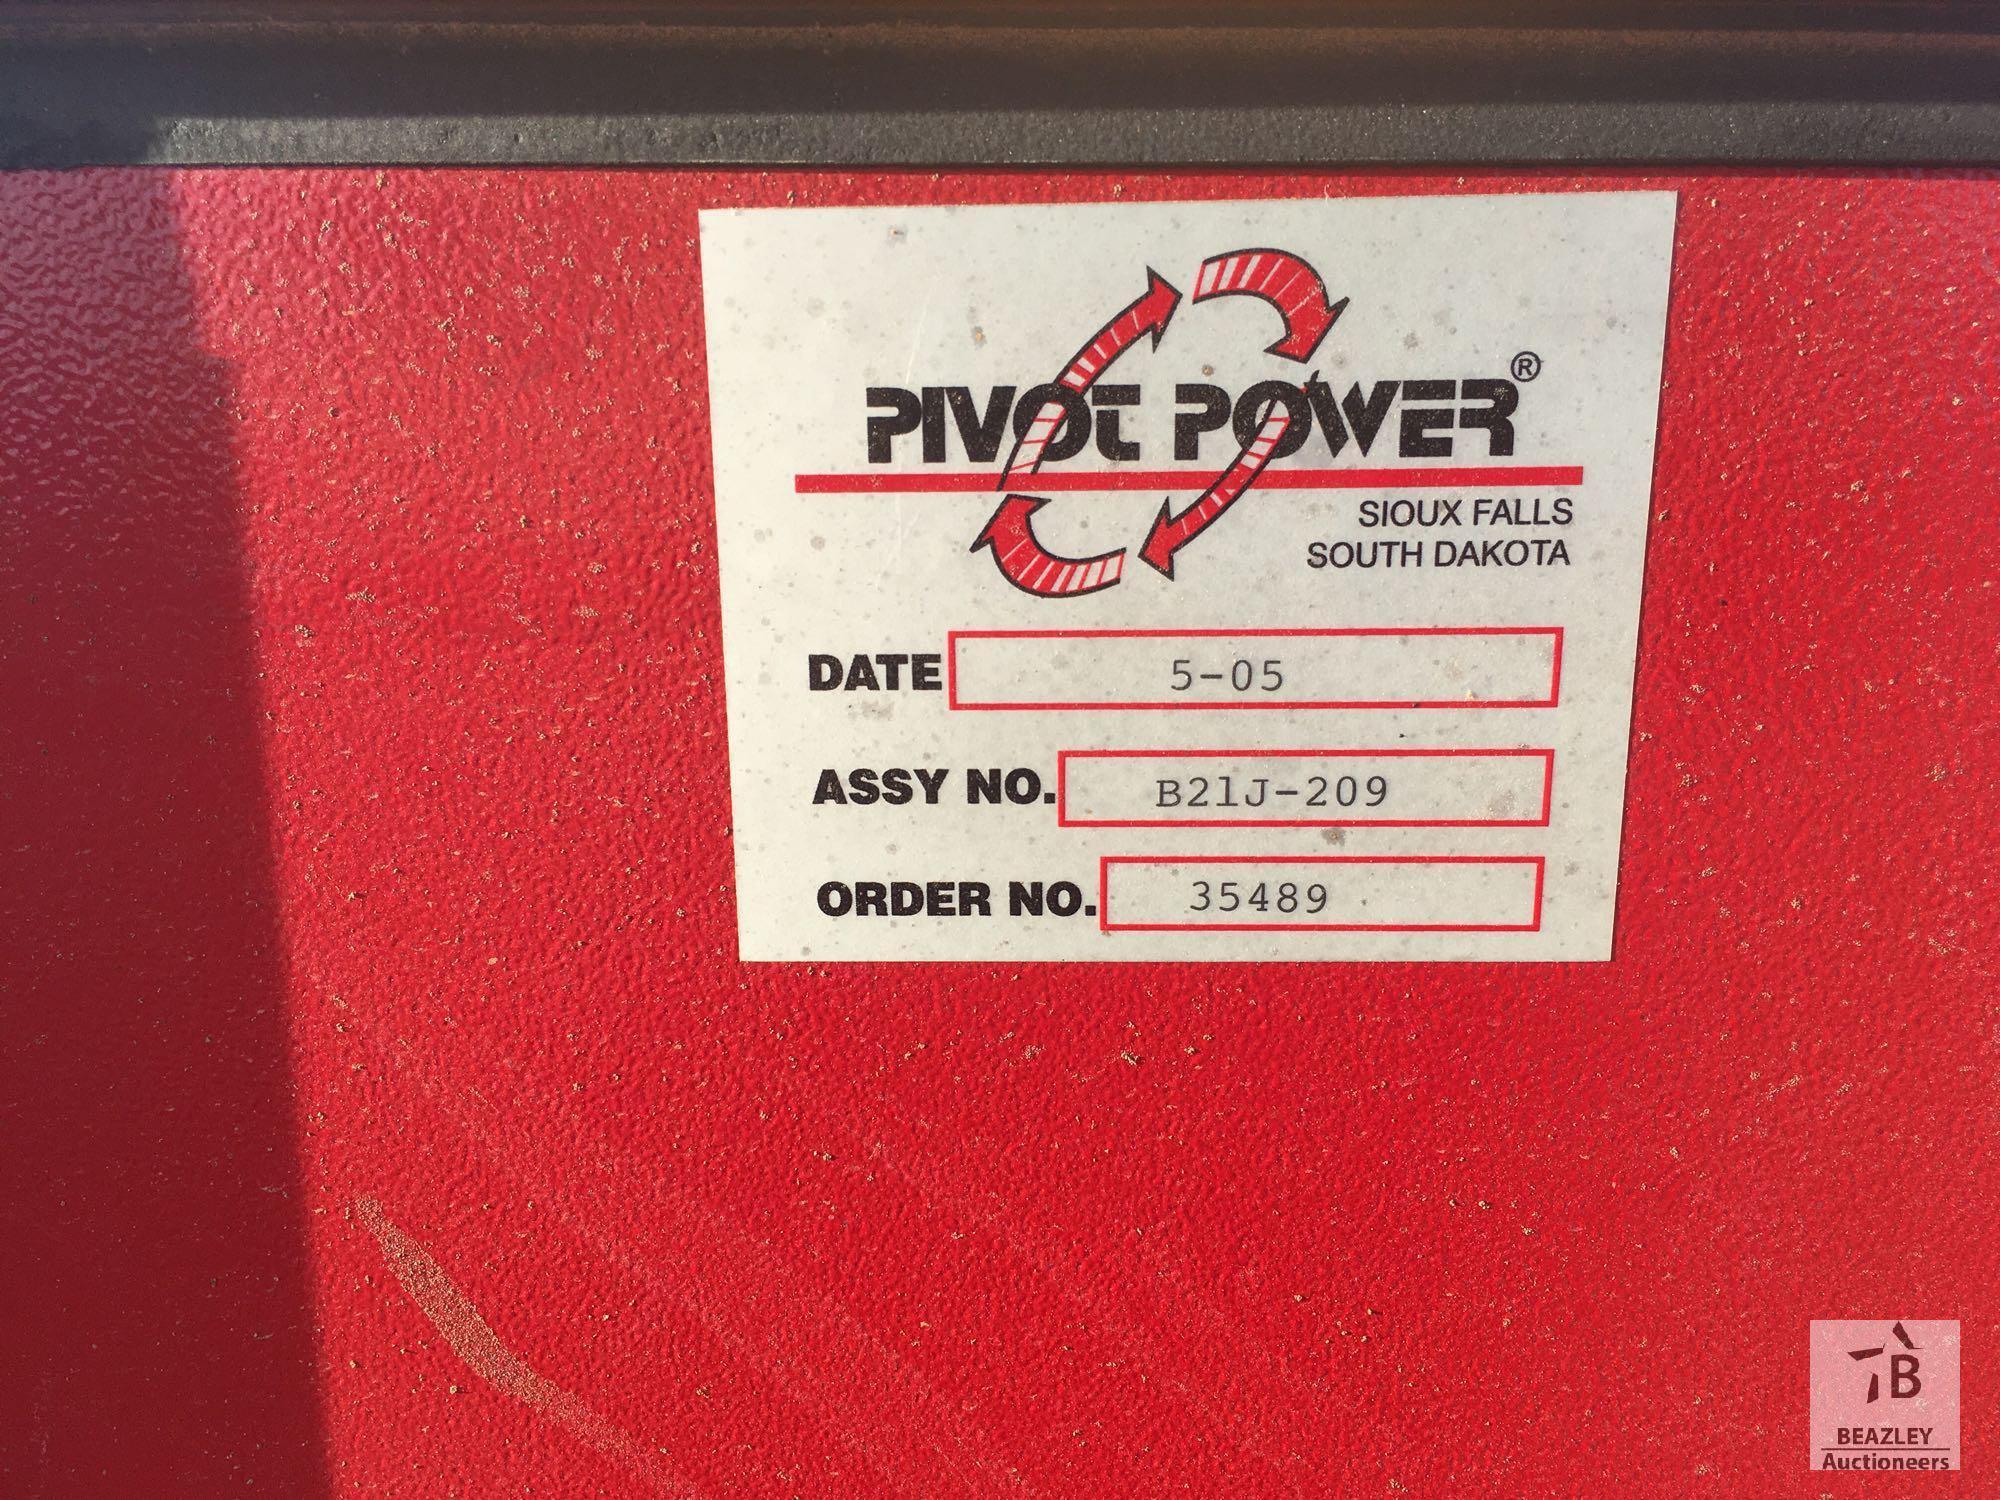 PIVOT POWER®
SIOUX FALLS
SOUTH DAKOTA
DATE 5-05
ASSY NO. B21J-209
ORDER NO. 35489
B
BEAZLEY
Auctioneers